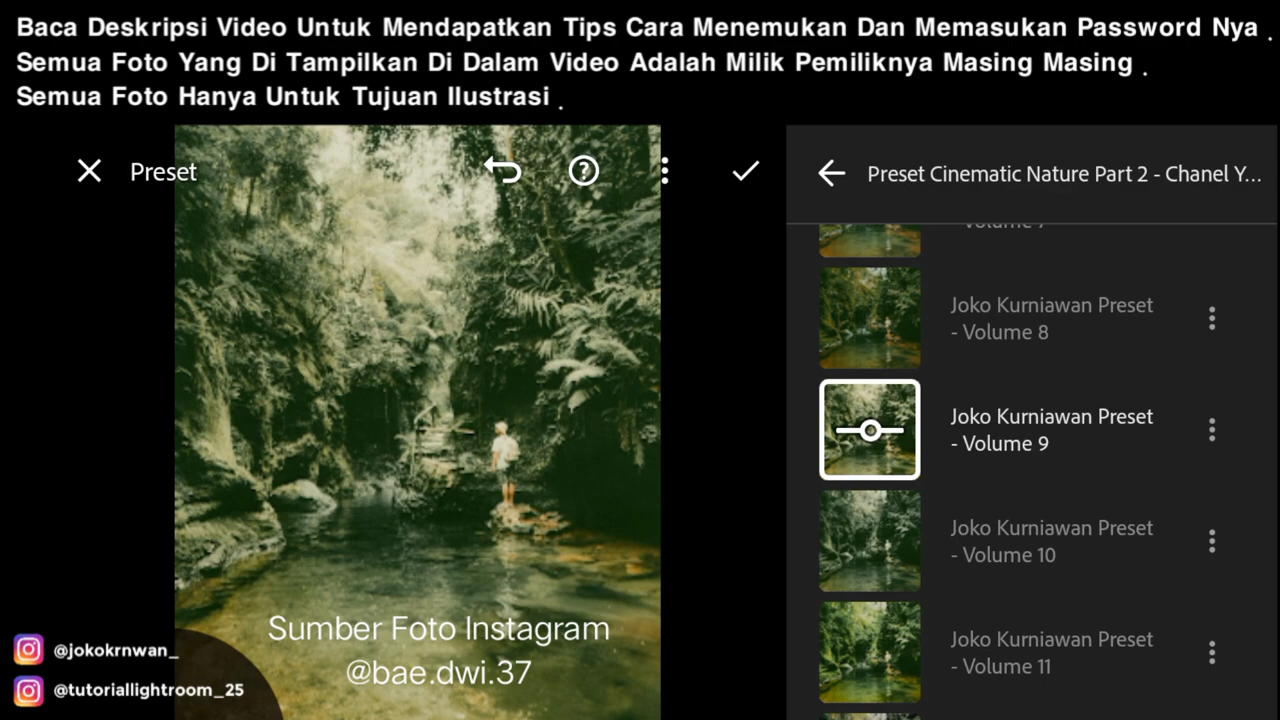 Baca Deskripsi Video Untuk Mendapatkan Tips Cara Menemukan Dan Memasukan Password Nya .
Semua Foto Yang Di Tampilkan Di Dalam Video Adalah Milik Pemiliknya Masing Masing .
Semua Foto Hanya Untuk Tujuan Ilustrasi .
Preset
Preset Cinematic Nature Part 2 - Chanel Y...
- Volume 7
Joko Kurniawan Preset
- Volume 8
Joko Kurniawan Preset
- Volume 9
Joko Kurniawan Preset
- Volume 10
Joko Kurniawan Preset
- Volume 11
Sumber Foto Instagram
@bae.dwi.37
@jokokrnwan_
@tutoriallightroom_25